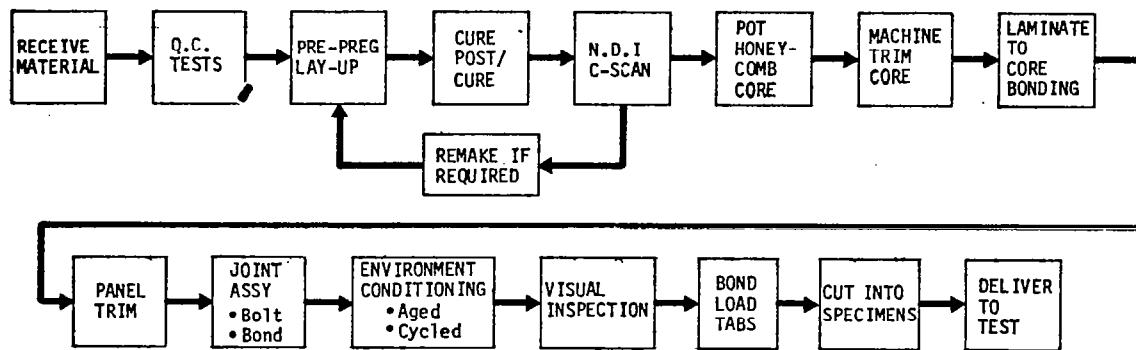 RECEIVE
MATERIAL
Q.C.
TESTS
PRE-PREG
LAY-UP
CURE
POST/
CURE
N.D.I
C-SCAN
POT
HONEY-
COMB
CORE
MACHINE
TRIM
CORE
LAMINATE
TO
CORE
BONDING
REMAKE IF
REQUIRED
PANEL
TRIM
JOINT
ASSY
• Bolt
• Bond
ENVIRONMENT
CONDITIONING
• Aged
• Cycled
VISUAL
INSPECTION
BOND
LOAD
TABS
CUT INTO
SPECIMENS
DELIVER
TO
TEST